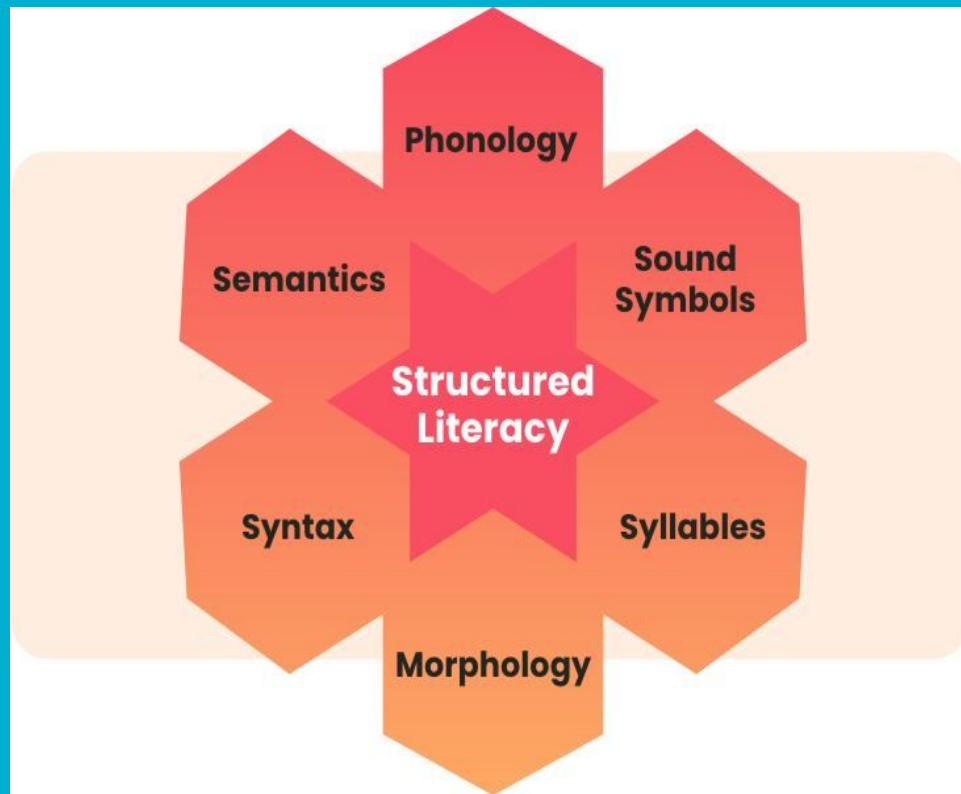 Phonology
Semantics
Sound
Symbols
Structured
Literacy
Syntax
Syllables
Morphology